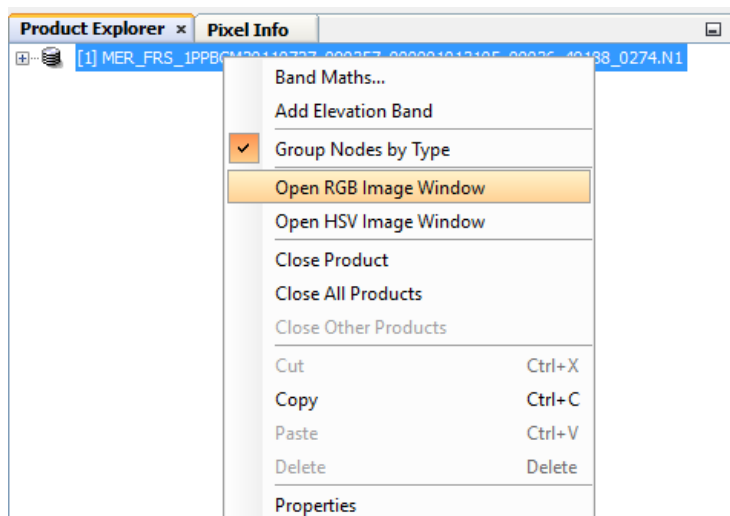 Product Explorer × Pixel Info
[1] MER_FRS_1PPBCM 88_0274.N1
Band Maths...
Add Elevation Band
Group Nodes by Type
Open RGB Image Window
Open HSV Image Window
Close Product
Close All Products
Close Other Products
Cut Ctrl+X
Copy Ctrl+C
Paste Ctrl+V
Delete Delete
Properties